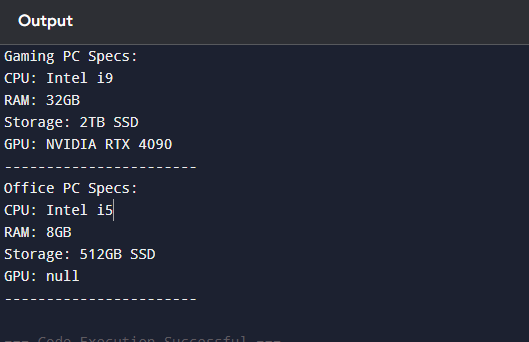 Output
Gaming PC Specs:
CPU: Intel i9
RAM: 32GB
Storage: 2TB SSD
GPU: NVIDIA RTX 4090
-----------------------
Office PC Specs:
CPU: Intel i5
RAM: 8GB
Storage: 512GB SSD
GPU: null
-----------------------
=== Code Execution Successful ===